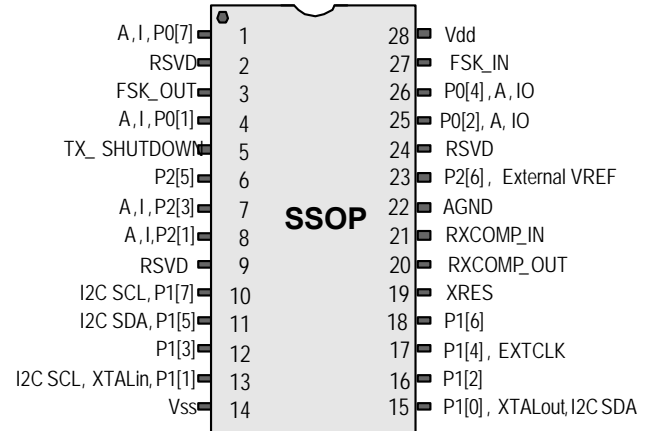 A, I, P0[7] 1 28 Vdd
RSVD 2 27 FSK_IN
FSK_OUT 3 26 P0[4], A, IO
A, I, P0[1] 4 25 P0[2], A, IO
TX_ SHUTDOWN 5 24 RSVD
P2[5] 6 23 P2[6], External VREF
A, I, P2[3] 7 22 AGND
SSOP
A, I,P2[1] 8 21 RXCOMP_IN
RSVD 9 20 RXCOMP_OUT
I2C SCL, P1[7] 10 19 XRES
I2C SDA, P1[5] 11 18 P1[6]
P1[3] 12 17 P1[4], EXTCLK
I2C SCL, XTALin, P1[1] 13 16 P1[2]
Vss 14 15 P1[0], XTALout, I2C SDA